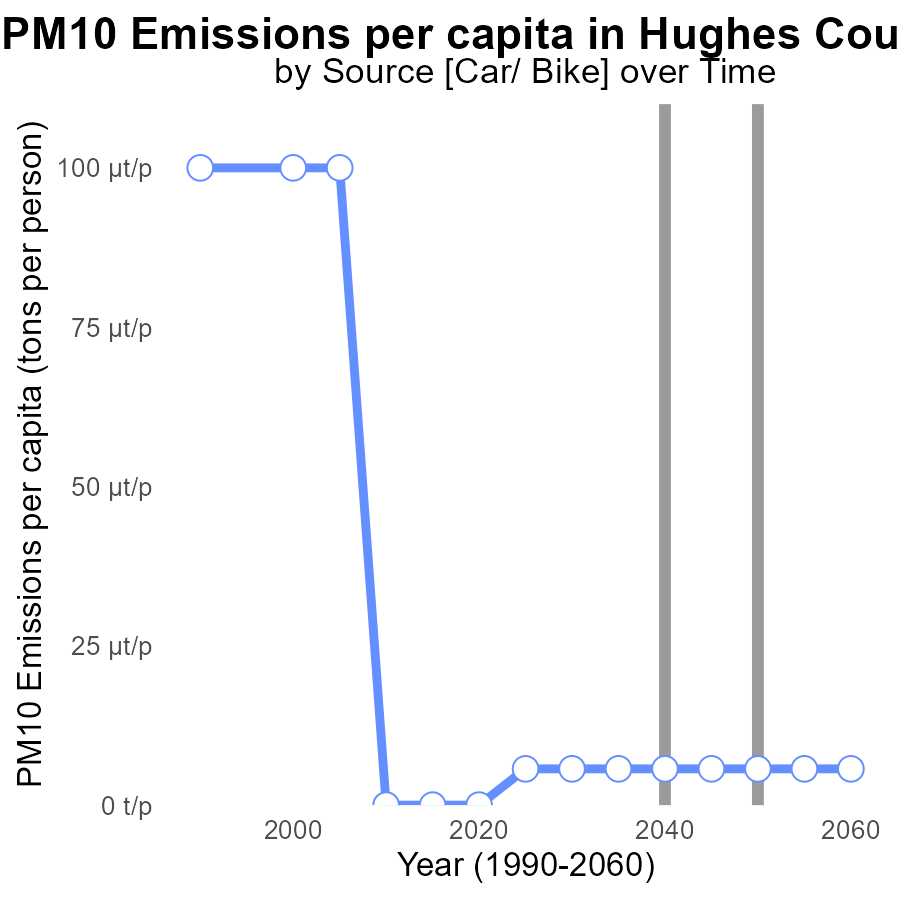 PM10 Emissions per capita in Hughes Cou
by Source [Car/ Bike] over Time
PM10 Emissions per capita (tons per person)
100 µt/p
75 µt/p
50 µt/p
25 µt/p
0 t/p
2000 2020 2040 2060
Year (1990-2060)